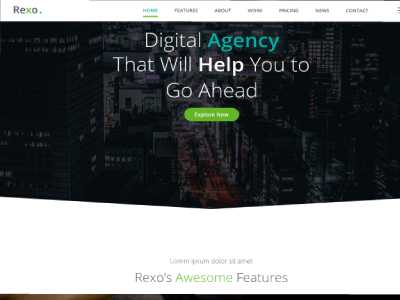 Rexo.
HOME FEATURES ABOUT WORK PRICING NEWS CONTACT
Digital Agency
That Will Help You to
Go Ahead
Explore Now
Lorem ipsum dolor sit amet
Rexo's Awesome Features